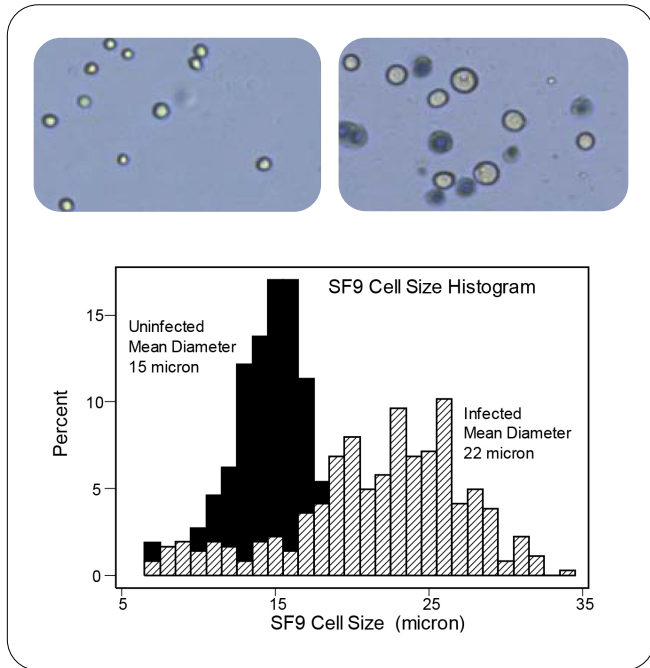 SF9 Cell Size Histogram
Uninfected
Mean Diameter
15 micron
Infected
Mean Diameter
22 micron
Percent
15
10
5
0
5
15
25
35
SF9 Cell Size (micron)